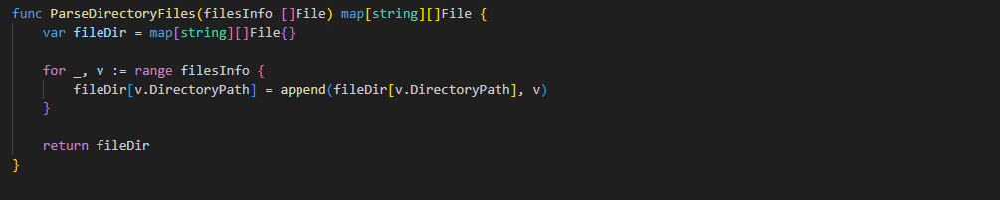 func ParseDirectoryFiles(filesInfo []File) map[string][]File {
    var fileDir = map[string][]File{}

    for _, v := range filesInfo {
        fileDir[v.DirectoryPath] = append(fileDir[v.DirectoryPath], v)
    }

    return fileDir
}